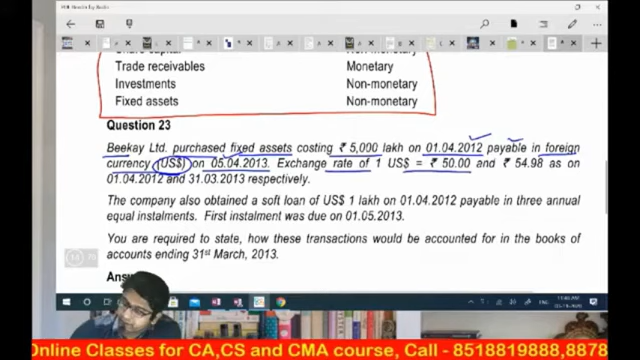 Trade receivables Monetary
Investments Non-monetary
Fixed assets Non-monetary
Question 23
Beekay Ltd. purchased fixed assets costing ₹ 5,000 lakh on 01.04.2012 payable in foreign
currency (US$) on 05.04.2013. Exchange rate of 1 US$ = ₹ 50.00 and ₹ 54.98 as on
01.04.2012 and 31.03.2013 respectively.
The company also obtained a soft loan of US$ 1 lakh on 01.04.2012 payable in three annual
equal instalments. First instalment was due on 01.05.2013.
You are required to state, how these transactions would be accounted for in the books of
accounts ending 31st March, 2013.
ENG
Online Classes for CA,CS and CMA course, Call - 8518819888,8878